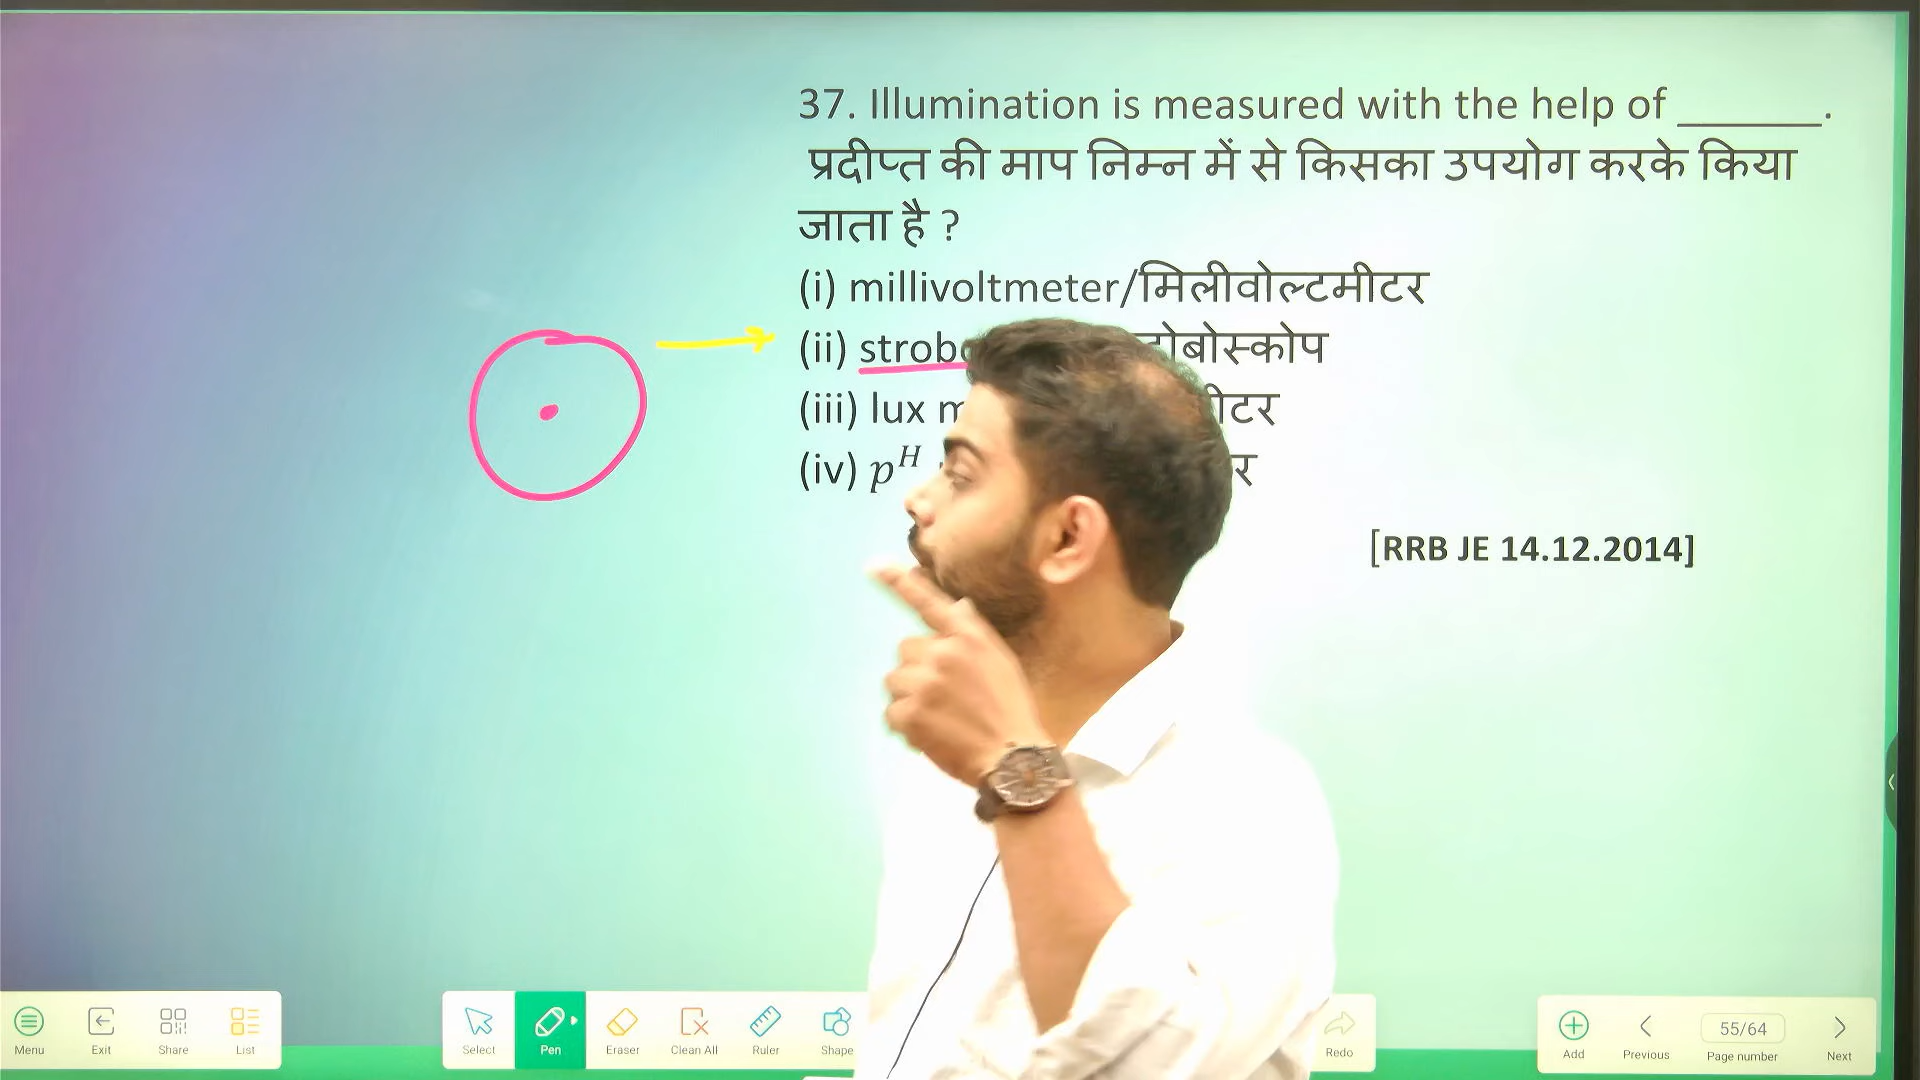 37. Illumination is measured with the help of ______.
प्रदीप्त की माप निम्न में से किसका उपयोग करके किया
जाता है ?
(i) millivoltmeter/मिलीवोल्टमीटर
(ii)
(iii) lux
(iv) p^H
[RRB JE 14.12.2014]
Menu
Exit
Share
List
Select
Pen
Eraser
Clean All
Ruler
Shape
Redo
Add
Previous
55/64
Page number
Next